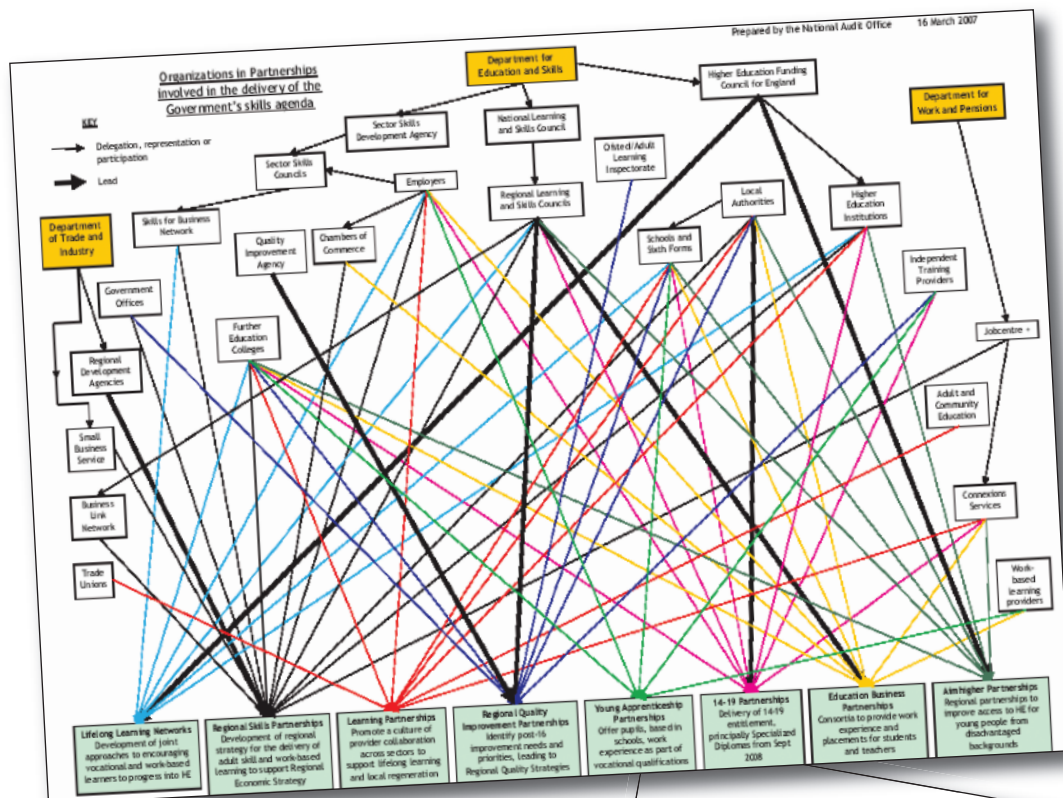 Prepared by the National Audit Office 16 March 2007
Organizations in Partnerships
involved in the delivery of the
Government's skills agenda
KEY
Delegation, representation or
participation
Lead
Department for
Education and Skills
Higher Education Funding
Council for England
Department for
Work and Pensions
Sector Skills
Development Agency
National Learning
and Skills Council
Ofsted/Adult
Learning
Inspectorate
Sector Skills
Councils
Employers
Regional Learning
and Skills Councils
Local
Authorities
Higher
Education
Institutions
Department
of Trade and
Industry
Skills for Business
Network
Quality
Improvement
Agency
Chambers of
Commerce
Schools and
Sixth Forms
Independent
Training
Providers
Government
Offices
Further
Education
Colleges
Jobcentre +
Regional
Development
Agencies
Adult and
Community
Education
Small
Business
Service
Business
Link
Network
Connexions
Services
Trade
Unions
Work-
based
learning
providers
Lifelong Learning Networks
Development of joint
approaches to encouraging
vocational and work-based
learners to progress into HE
Regional Skills Partnerships
Development of regional
strategy for the delivery of
adult skill and work-based
learning to support Regional
Economic Strategy
Learning Partnerships
Promote a culture of
provider collaboration
across sectors to
support lifelong learning
and local regeneration
Regional Quality
Improvement Partnerships
Identify post-16
improvement needs and
priorities, leading to
Regional Quality Strategies
Young Apprenticeship
Partnerships
Offer pupils, based in
schools, work
experience as part of
vocational qualifications
14-19 Partnerships
Delivery of 14-19
entitlement,
principally Specialized
Diplomas from Sept
2008
Education Business
Partnerships
Consortia to provide work
experience and
placements for students
and teachers
Aimhigher Partnerships
Regional partnerships to
improve access to HE for
young people from
disadvantaged
backgrounds